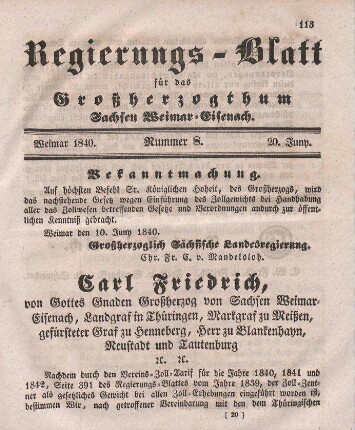 113
Regierungs-Blatt
für das
Großherzogthum
Sachsen Weimar-Eisenach.
Weimar 1840. Nummer 8. 20. Juny.
Bekanntmachung.
Auf höchsten Befehl Sr. Königlichen Hoheit, des Großherzogs, wird
das nachstehende Gesetz wegen Einführung des Zollgewichts bei Handhabung
aller das Zollwesen betreffenden Gesetze und Verordnungen andurch zur öffent-
lichen Kenntniß gebracht.
Weimar den 10. Juny 1840.
Großherzoglich Sächsische Landesregierung.
Chr. Fr. C. v. Mandelsloh.
Carl Friedrich,
von Gottes Gnaden Großherzog von Sachsen Weimar-
Eisenach, Landgraf in Thüringen, Markgraf zu Meißen,
gefürsteter Graf zu Henneberg, Herr zu Blankenhayn,
Neustadt und Tautenburg
ꝛc. ꝛc.
Nachdem durch den Vereins-Zoll-Tarif für die Jahre 1840, 1841 und
1842, Seite 391 des Regierungs-Blattes vom Jahre 1839, der Zoll-Zent-
ner als gesetzliches Gewicht bei allen Zoll-Erhebungen eingeführt worden ist,
bestimmen Wir, nach getroffener Vereinbarung mit den Thüringischen
( 20 )